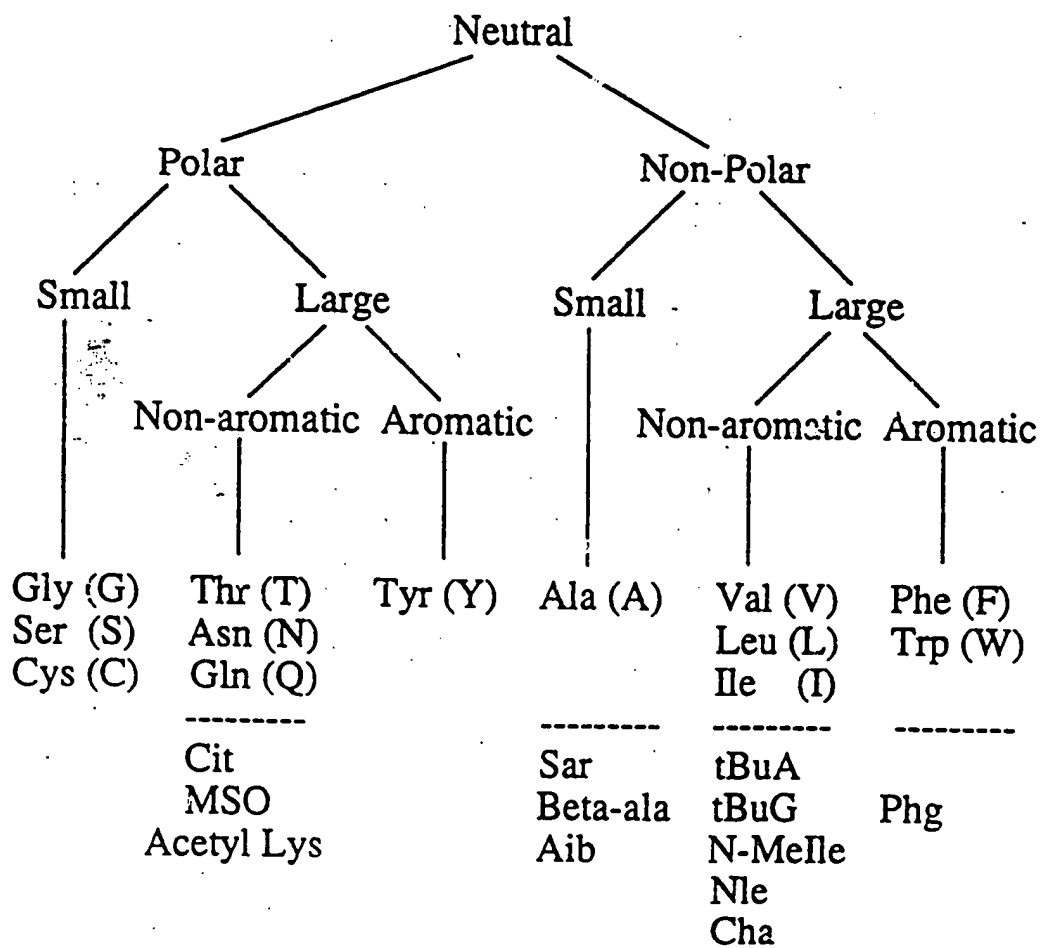 Neutral
Polar Non-Polar
Small Large Small Large
Non-aromatic Aromatic Non-aromatic Aromatic
Gly (G) Thr (T) Tyr (Y) Ala (A) Val (V) Phe (F)
Ser (S) Asn (N) Leu (L) Trp (W)
Cys (C) Gln (Q) Ile (I)
Cit Sar tBuA
MSO Beta-ala tBuG Phg
Acetyl Lys Aib N-MeIle
Nle
Cha